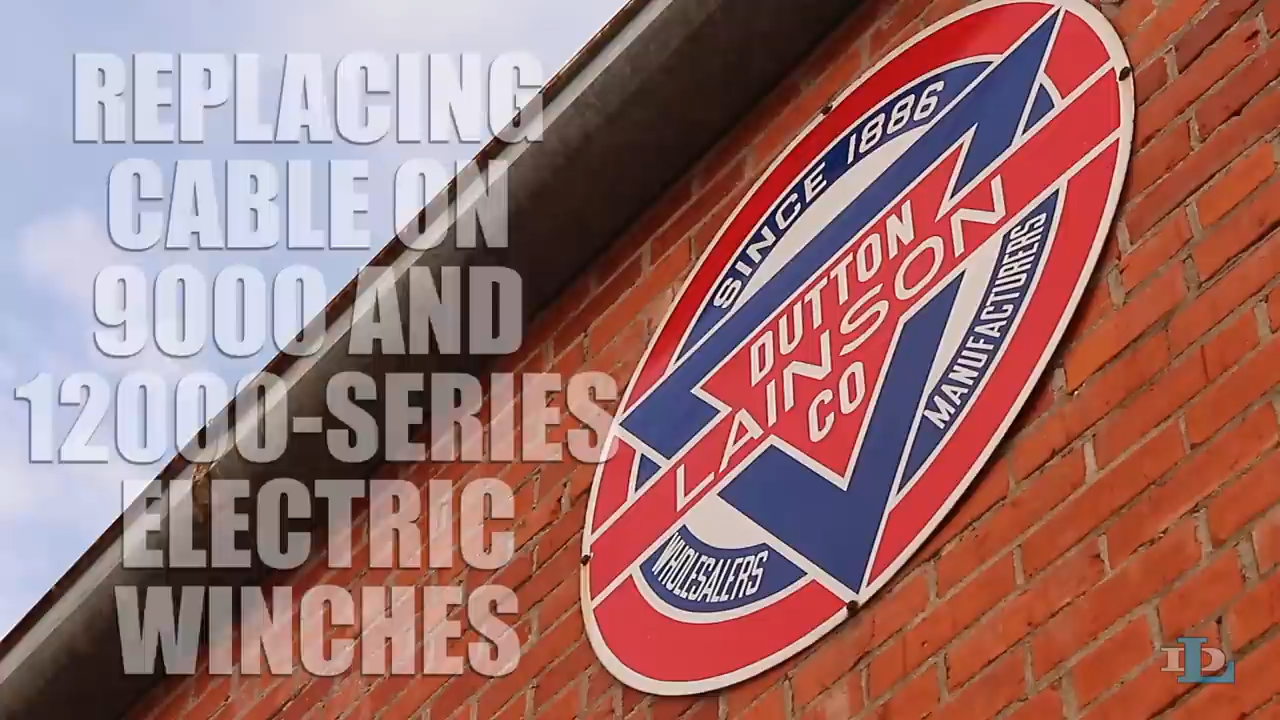 REPLACING
CABLE ON
9000 AND
12000-SERIES
ELECTRIC
WINCHES
SINCE 1886
DUTTON
LAINSON
CO
MANUFACTURERS
WHOLESALERS
DL